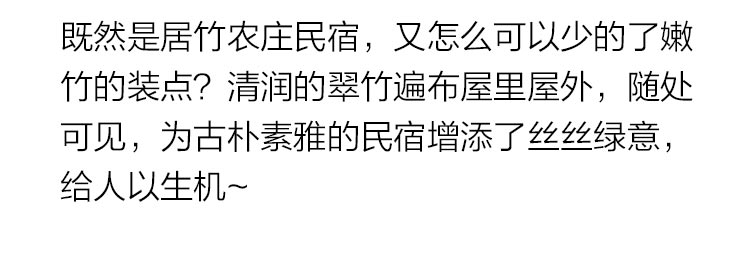 既然是居竹农庄民宿，又怎么可以少的了嫩
竹的装点？清润的翠竹遍布屋里屋外，随处
可见，为古朴素雅的民宿增添了丝丝绿意，
给人以生机~